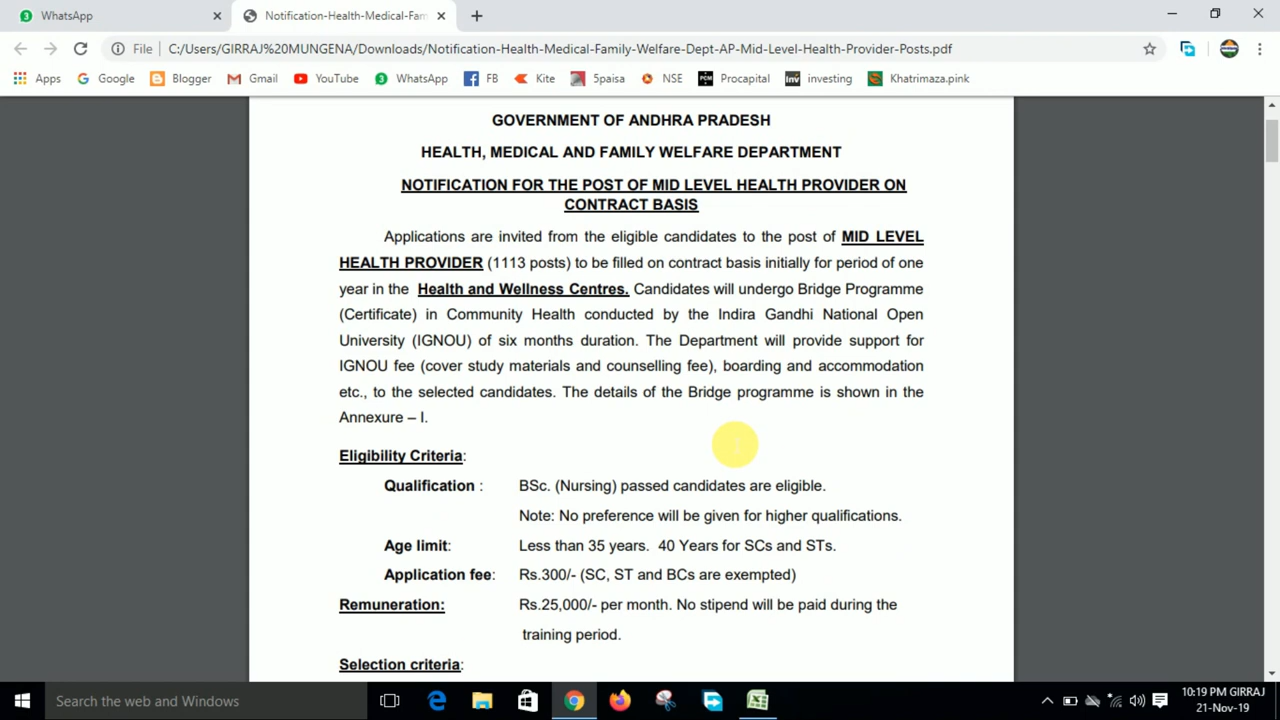 WhatsApp
Notification-Health-Medical-Fam
File
C:/Users/GIRRAJ%20MUNGENA/Downloads/Notification-Health-Medical-Family-Welfare-Dept-AP-Mid-Level-Health-Provider-Posts.pdf
Apps Google Blogger Gmail YouTube WhatsApp FB Kite 5paisa NSE PCM Procapital Inv investing Khatrimaza.pink
GOVERNMENT OF ANDHRA PRADESH
HEALTH, MEDICAL AND FAMILY WELFARE DEPARTMENT
NOTIFICATION FOR THE POST OF MID LEVEL HEALTH PROVIDER ON
CONTRACT BASIS
Applications are invited from the eligible candidates to the post of MID LEVEL
HEALTH PROVIDER (1113 posts) to be filled on contract basis initially for period of one
year in the Health and Wellness Centres. Candidates will undergo Bridge Programme
(Certificate) in Community Health conducted by the Indira Gandhi National Open
University (IGNOU) of six months duration. The Department will provide support for
IGNOU fee (cover study materials and counselling fee), boarding and accommodation
etc., to the selected candidates. The details of the Bridge programme is shown in the
Annexure – I.
Eligibility Criteria:
Qualification : BSc. (Nursing) passed candidates are eligible.
Note: No preference will be given for higher qualifications.
Age limit: Less than 35 years. 40 Years for SCs and STs.
Application fee: Rs.300/- (SC, ST and BCs are exempted)
Remuneration: Rs.25,000/- per month. No stipend will be paid during the
training period.
Selection criteria:
Search the web and Windows
10:19 PM GIRRAJ
21-Nov-19